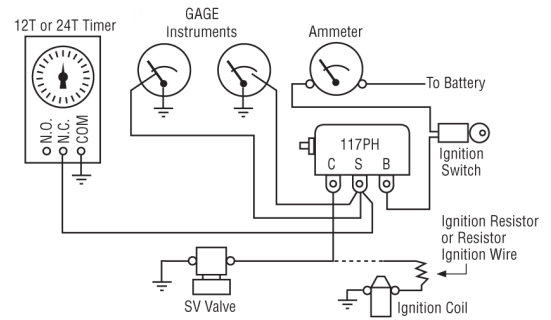 GAGE
Instruments
12T or 24T Timer
Ammeter
To Battery
N.O.
N.C.
COM
117PH
C S B
Ignition
Switch
Ignition Resistor
or Resistor
Ignition Wire
SV Valve
Ignition Coil